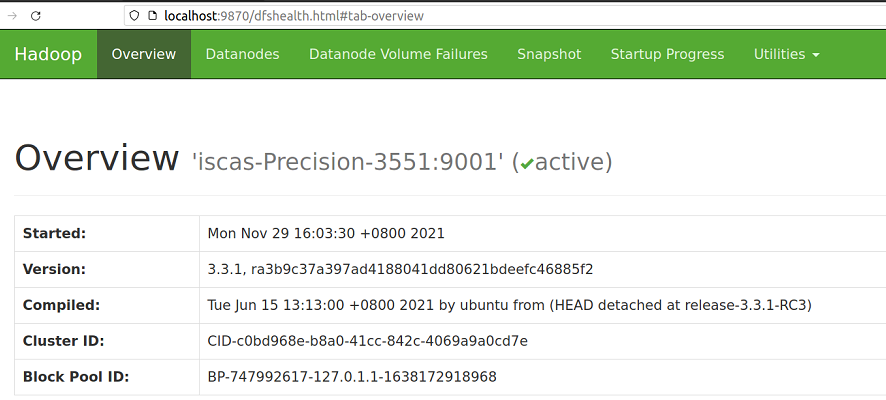 localhost:9870/dfshealth.html#tab-overview
Hadoop Overview Datanodes Datanode Volume Failures Snapshot Startup Progress Utilities
Overview 'iscas-Precision-3551:9001' (✔active)
Started: Mon Nov 29 16:03:30 +0800 2021
Version: 3.3.1, ra3b9c37a397ad4188041dd80621bdeefc46885f2
Compiled: Tue Jun 15 13:13:00 +0800 2021 by ubuntu from (HEAD detached at release-3.3.1-RC3)
Cluster ID: CID-c0bd968e-b8a0-41cc-842c-4069a9a0cd7e
Block Pool ID: BP-747992617-127.0.1.1-1638172918968